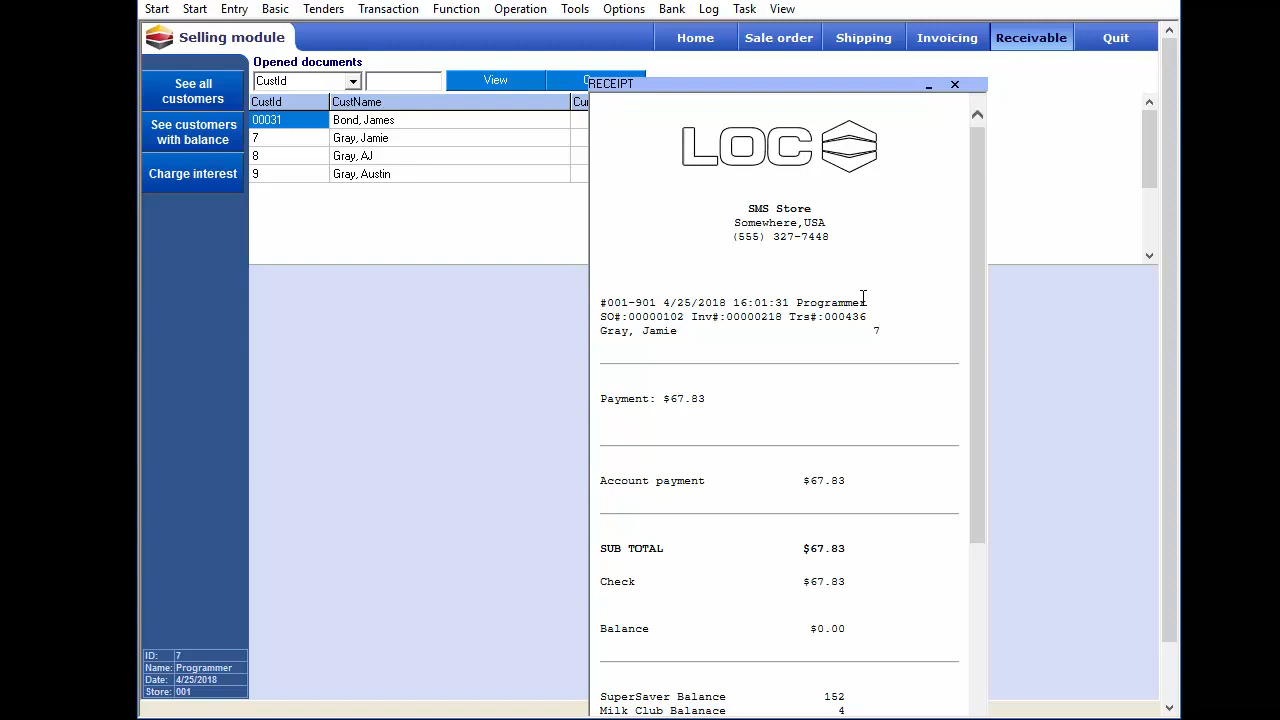 Start Start Entry Basic Tenders Transaction Function Operation Tools Options Bank Log Task View
Selling module
Home Sale order Shipping Invoicing Receivable Quit
See all
customers
See customers
with balance
Charge interest
Opened documents
CustId View
CustId CustName
00031 Bond, James
7 Gray, Jamie
8 Gray, AJ
9 Gray, Austin
RECEIPT
LOC
SMS Store
Somewhere,USA
(555) 327-7448
#001-901 4/25/2018 16:01:31 Programmer
SO#:00000102 Inv#:00000218 Trs#:000436
Gray, Jamie 7
Payment: $67.83
Account payment $67.83
SUB TOTAL $67.83
Check $67.83
Balance $0.00
SuperSaver Balance 152
Milk Club Balanace 4
ID: 7
Name: Programmer
Date: 4/25/2018
Store: 001